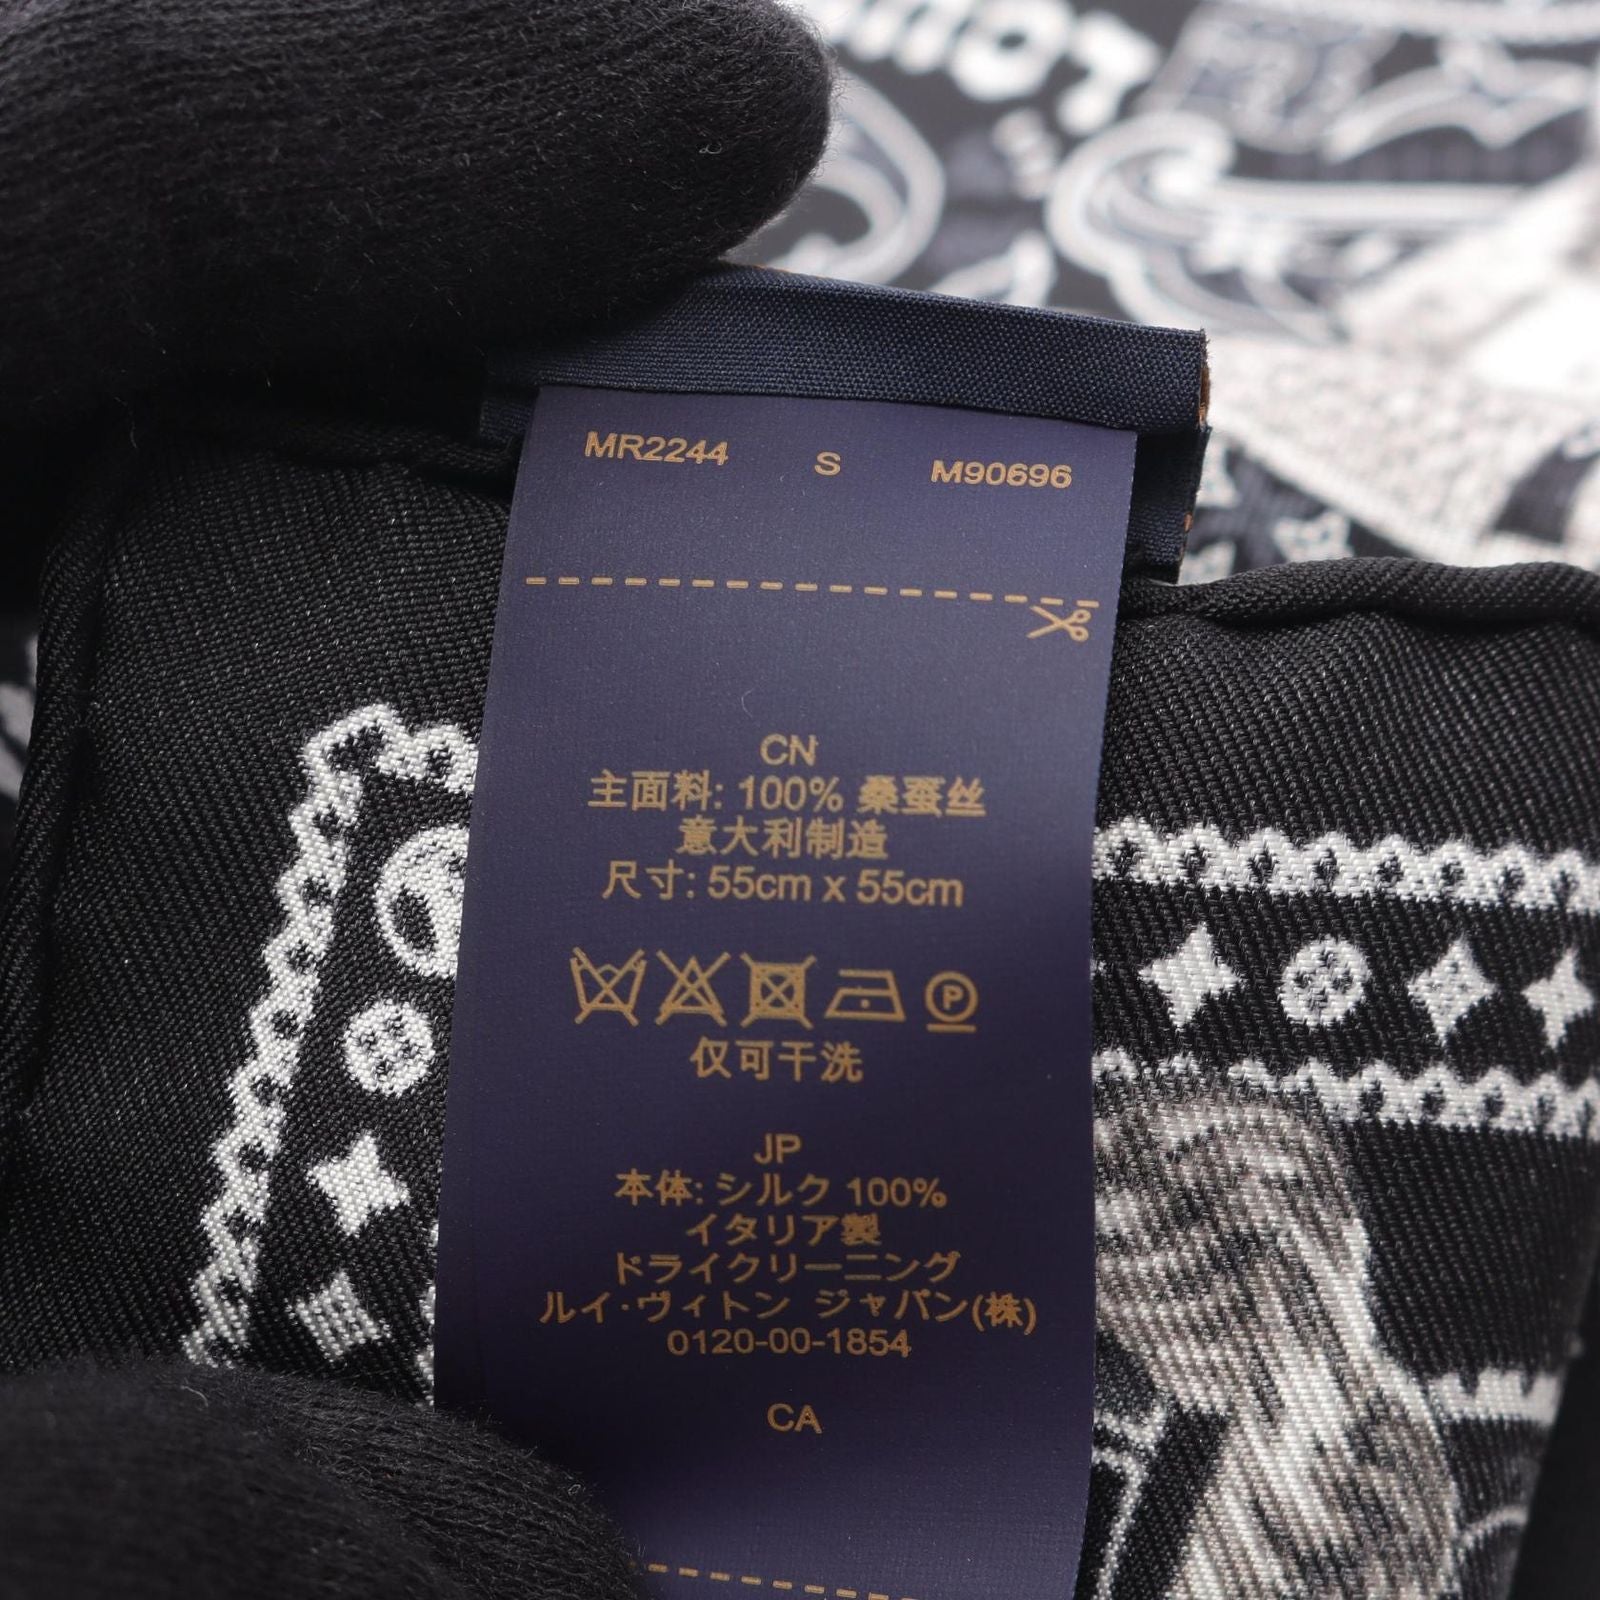 MR2244 S M90696
CN
主面料: 100% 桑蚕丝
意大利制造
尺寸: 55cm x 55cm
P
仅可干洗
JP
本体: シルク 100%
イタリア製
ドライクリーニング
ルイ・ヴィトン ジャパン(株)
0120-00-1854
CA